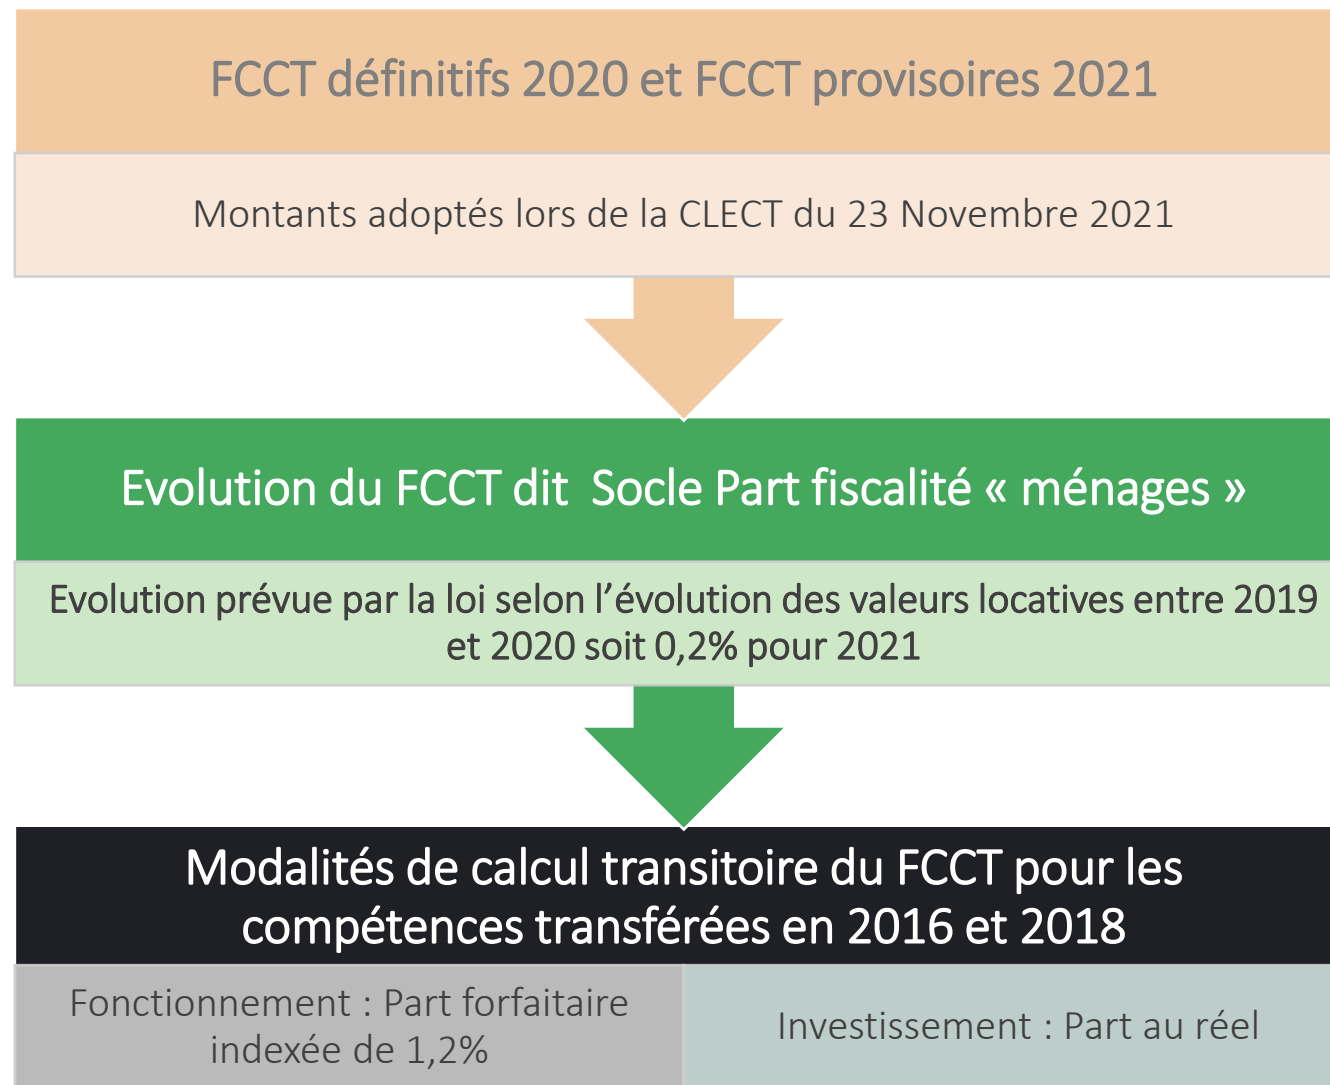 FCCT définitifs 2020 et FCCT provisoires 2021
Montants adoptés lors de la CLECT du 23 Novembre 2021
Evolution du FCCT dit  Socle Part fiscalité « ménages »
Evolution prévue par la loi selon l’évolution des valeurs locatives entre 2019
et 2020 soit 0,2% pour 2021
Modalités de calcul transitoire du FCCT pour les
compétences transférées en 2016 et 2018
Fonctionnement : Part forfaitaire
indexée de 1,2%
Investissement : Part au réel